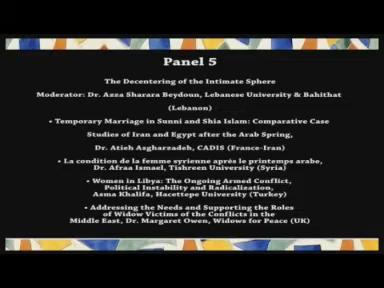 Panel 5
The Decentering of the Intimate Sphere
Moderator: Dr. Azza Sharara Beydoun, Lebanese University & Bahithat
(Lebanon)
• Temporary Marriage in Sunni and Shia Islam: Comparative Case
Studies of Iran and Egypt after the Arab Spring,
Dr. Atieh Asgharzadeh, CADIS (France-Iran)
• La condition de la femme syrienne après le printemps arabe,
Dr. Afraa Ismael, Tishreen University (Syria)
• Women in Libya: The Ongoing Armed Conflict,
Political Instability and Radicalization,
Asma Khalifa, Hacettepe University (Turkey)
• Addressing the Needs and Supporting the Roles
of Widow Victims of the Conflicts in the
Middle East, Dr. Margaret Owen, Widows for Peace (UK)